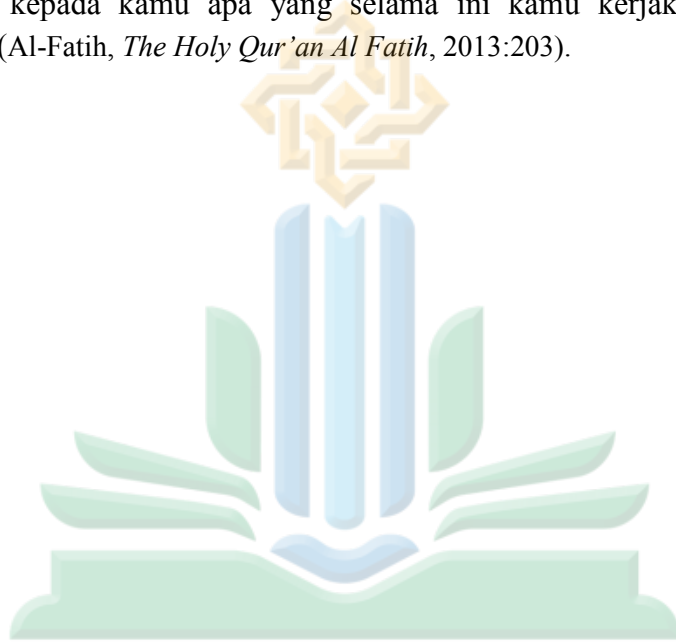 kepada kamu apa yang selama ini kamu kerjak
(Al-Fatih, The Holy Qur’an Al Fatih, 2013:203).